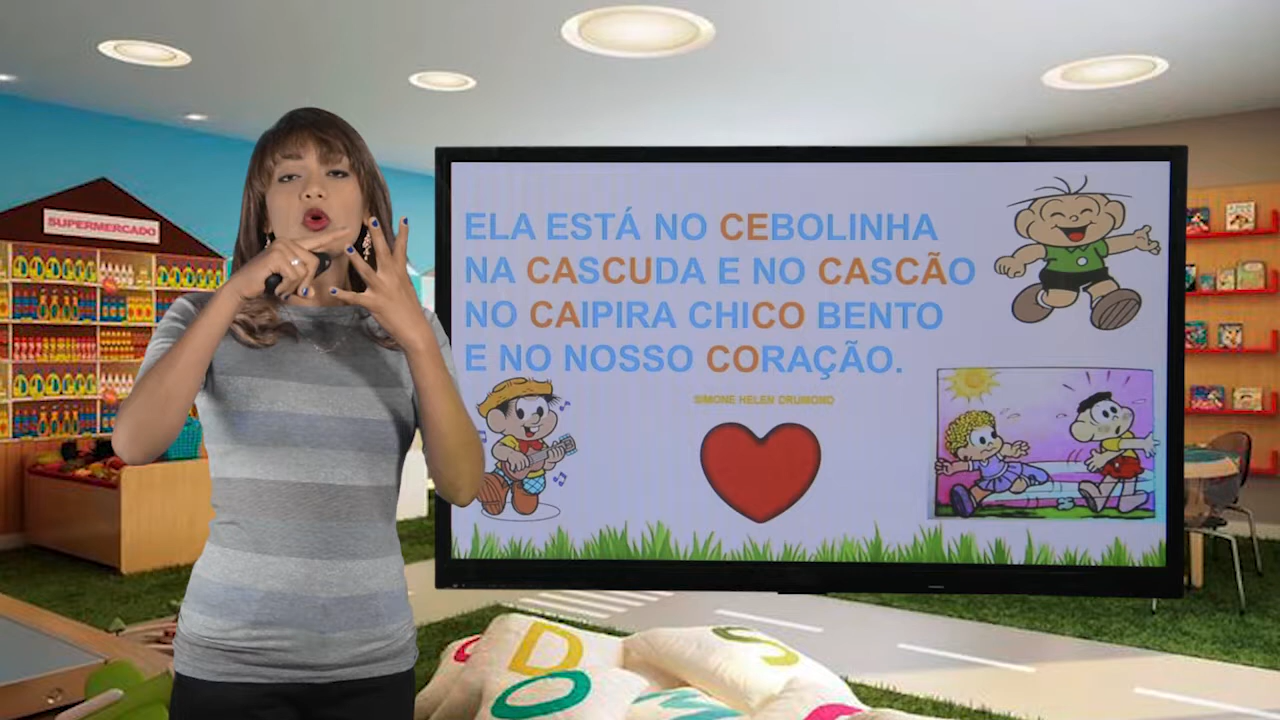 SUPERMERCADO
ELA ESTÁ NO CEBOLINHA
NA CASCUDA E NO CASCÃO
NO CAIPIRA CHICO BENTO
E NO NOSSO CORAÇÃO.
SIMONE HELEN DRUMOND
D
O
S